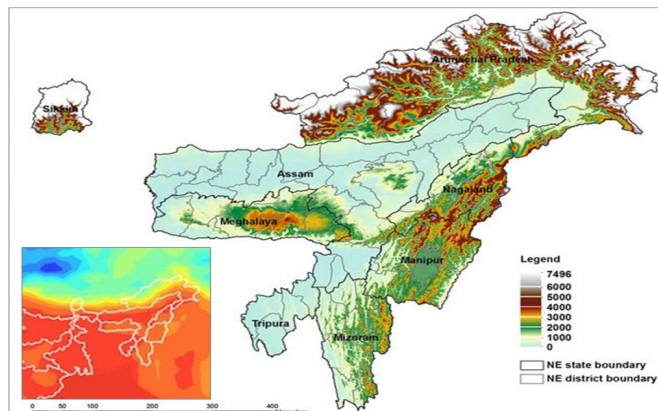 Arunachal Pradesh
Sikkim
Assam
Nagaland
Meghalaya
Manipur
Tripura
Mizoram
Legend
7496
6000
5000
4000
3000
2000
1000
0
NE state boundary
NE district boundary
0 50 100 200 300 400